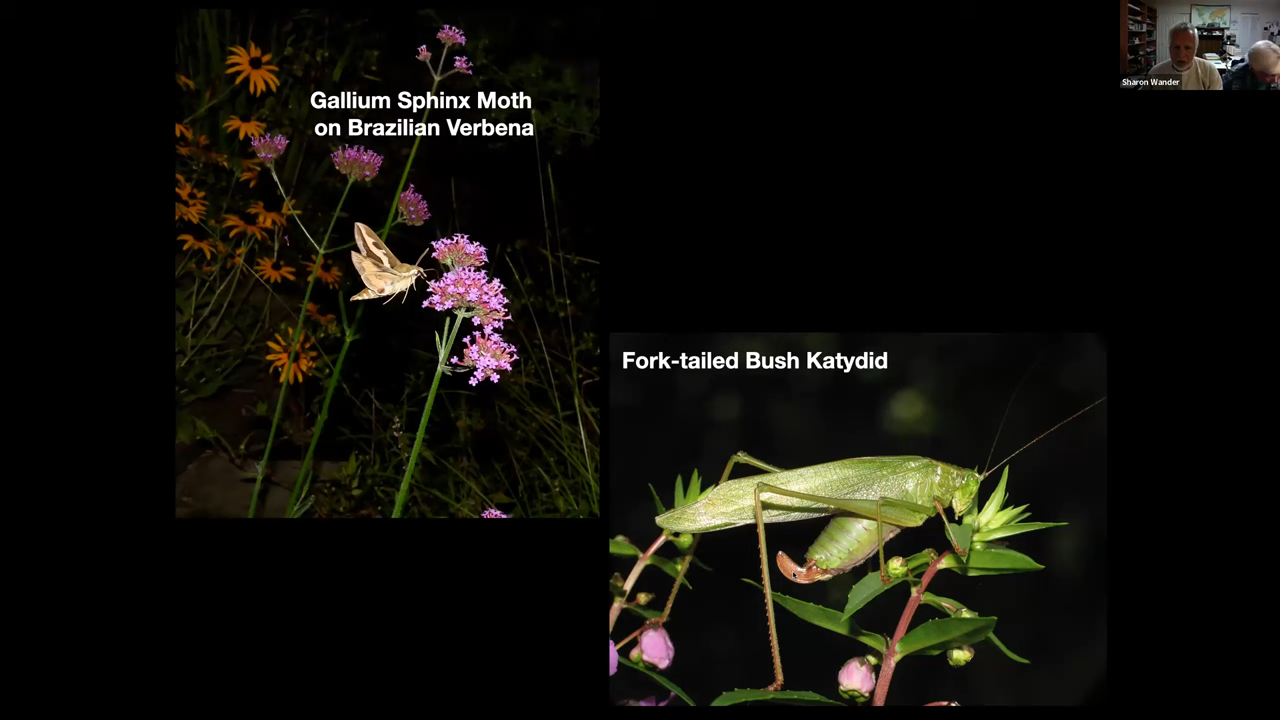 Gallium Sphinx Moth
on Brazilian Verbena
Sharon Wander
Fork-tailed Bush Katydid